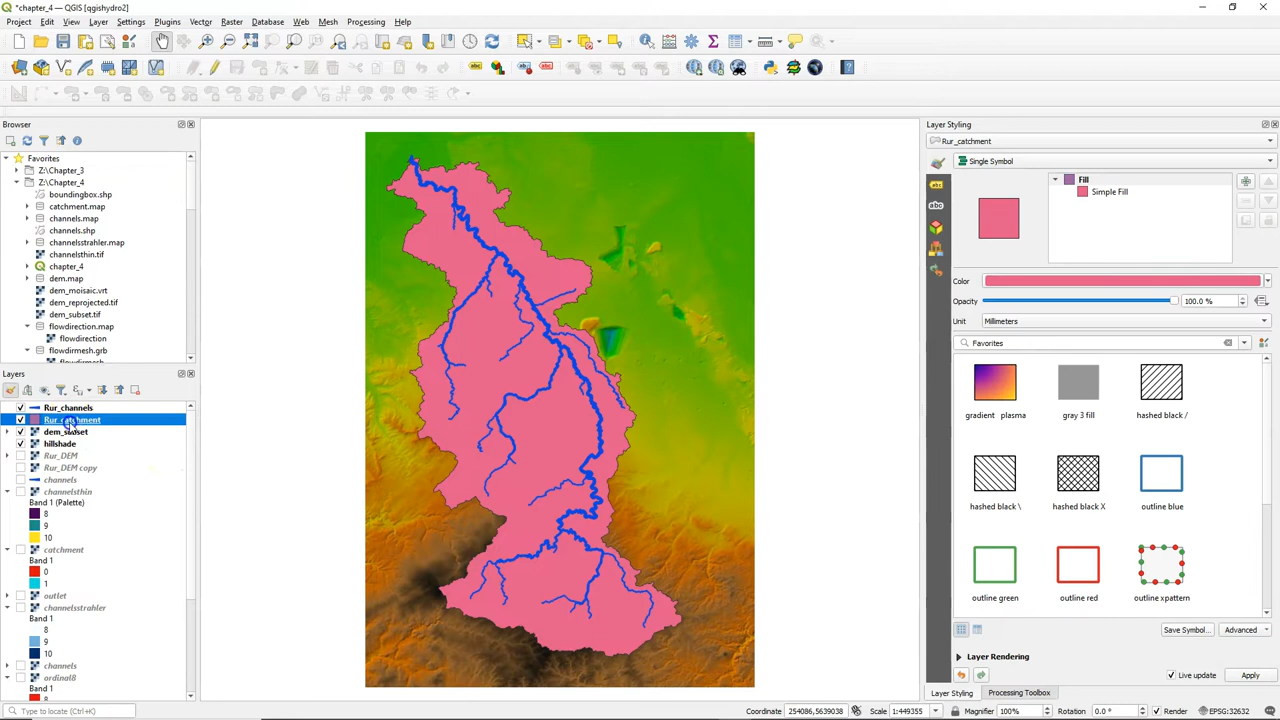 *chapter_4 — QGIS [qgishydro2]
Project Edit View Layer Settings Plugins Vector Raster Database Web Mesh Processing Help
Browser
Favorites
Z:\Chapter_3
Z:\Chapter_4
boundingbox.shp
catchment.map
channels.map
channels.shp
channelsstrahler.map
channelsthin.tif
chapter_4
dem.map
dem_moisaic.vrt
dem_reprojected.tif
dem_subset.tif
flowdirection.map
flowdirection
flowdirmesh.grb
flowdirmesh
Layers
Rur_channels
Rur_catchment
dem_subset
hillshade
Rur_DEM
Rur_DEM copy
channels
channelsthin
Band 1 (Palette)
8
9
10
catchment
Band 1
0
1
outlet
channelsstrahler
Band 1
8
9
10
channels
ordinal8
Band 1
8
Type to locate (Ctrl+K)
Layer Styling
Rur_catchment
Single Symbol
Fill
Simple Fill
Color
Opacity 100.0 %
Unit Millimeters
Favorites
gradient plasma gray 3 fill hashed black /
hashed black \ hashed black X outline blue
outline green outline red outline xpattern
Save Symbol... Advanced
Layer Rendering
Live update Apply
Layer Styling Processing Toolbox
Coordinate 254086,5639038 Scale 1:449355 Magnifier 100% Rotation 0.0 ° Render EPSG:32632